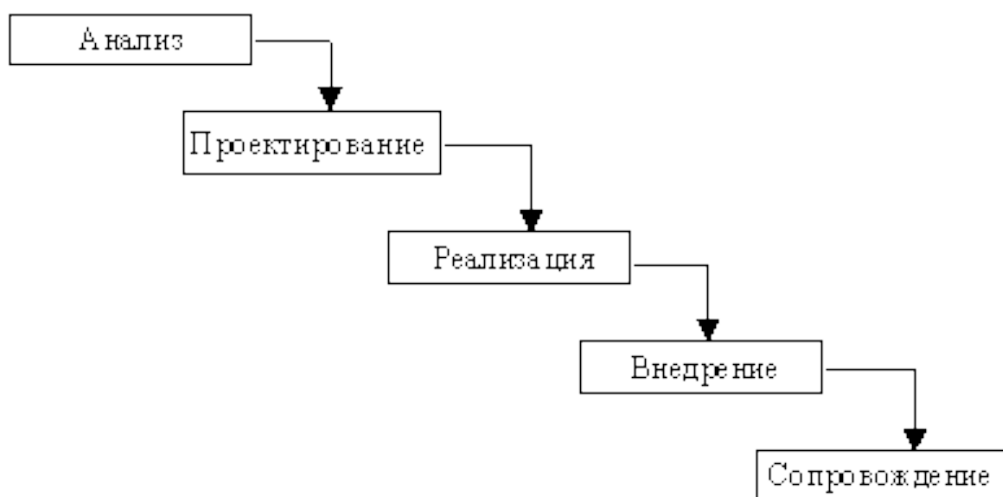 Анализ
Проектирование
Реализация
Внедрение
Сопровождение